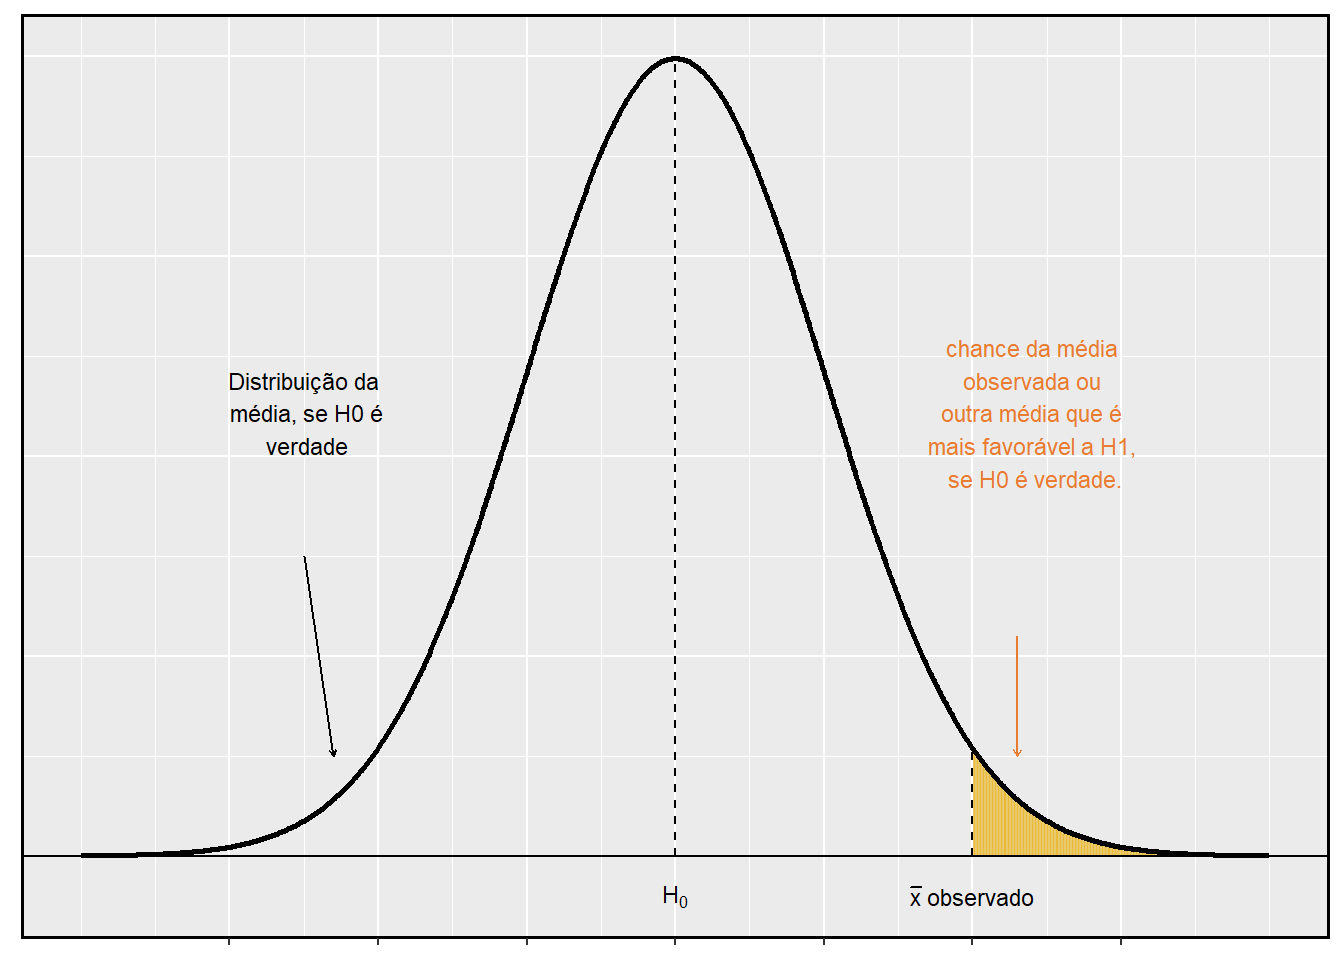 chance da média
observada ou
outra média que é
mais favorável a H1,
se H0 é verdade.
Distribuição da
média, se H0 é
verdade
H₀
x̅ observado